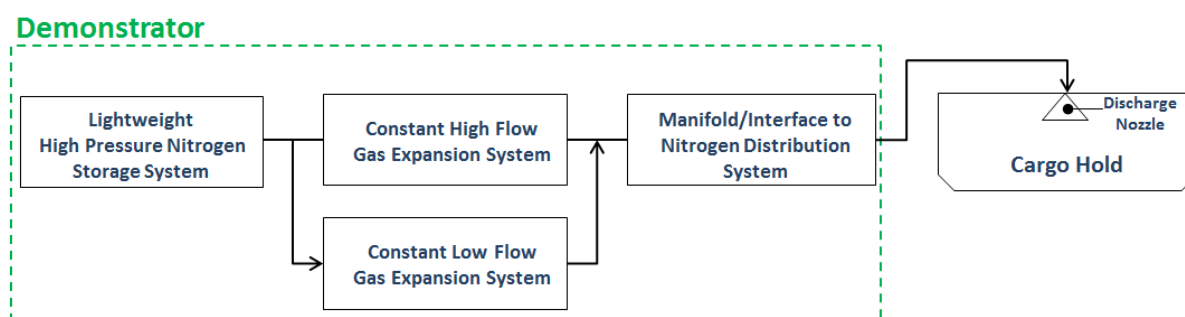 Demonstrator
Lightweight
High Pressure Nitrogen
Storage System
Constant High Flow
Gas Expansion System
Constant Low Flow
Gas Expansion System
Manifold/Interface to
Nitrogen Distribution
System
Discharge
Nozzle
Cargo Hold